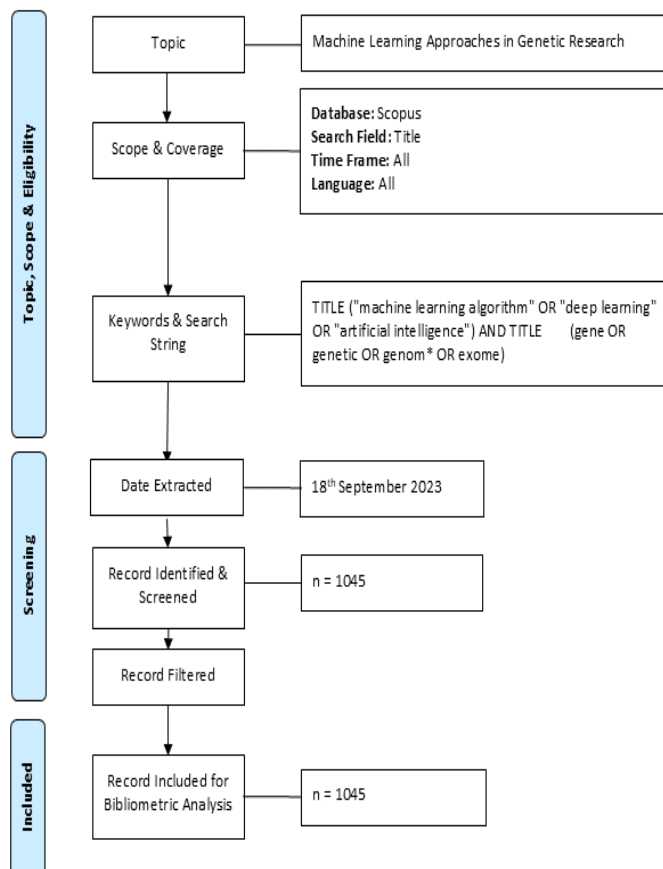 Topic, Scope & Eligibility
Topic
Machine Learning Approaches in Genetic Research
Scope & Coverage
Database: Scopus
Search Field: Title
Time Frame: All
Language: All
Keywords & Search
String
TITLE ("machine learning algorithm" OR "deep learning"
OR "artificial intelligence") AND TITLE (gene OR
genetic OR genom* OR exome)
Screening
Date Extracted
18th September 2023
Record Identified &
Screened
n = 1045
Record Filtered
Included
Record Included for
Bibliometric Analysis
n = 1045